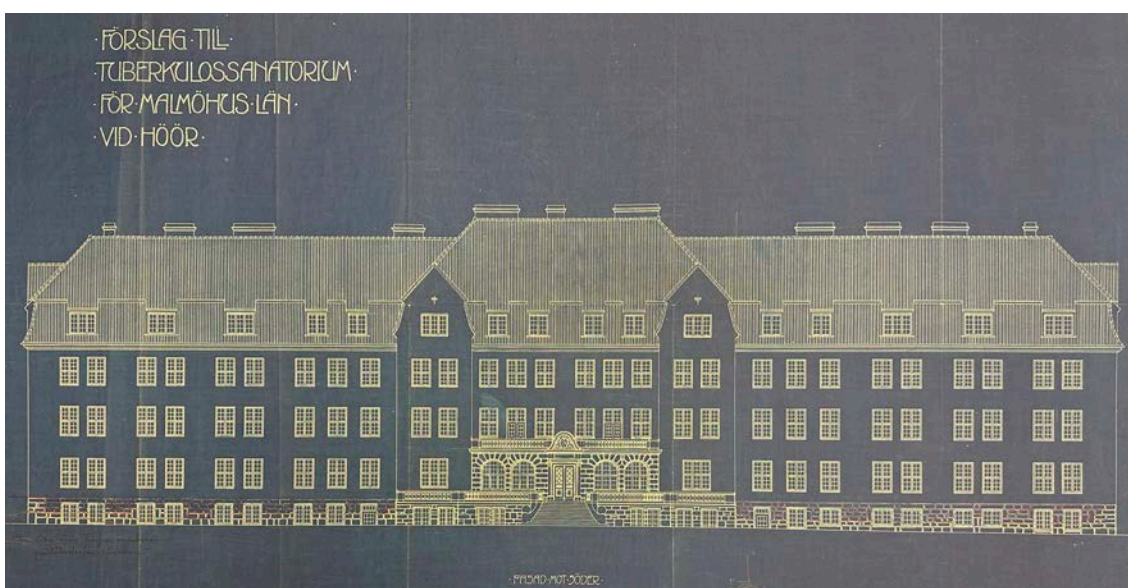 ·FÖRSLAG·TILL·
·TUBERKULOSSANATORIUM·
·FÖR·MALMÖHUS·LÄN·
·VID·HÖÖR·
·FASAD·MOT·SÖDER·